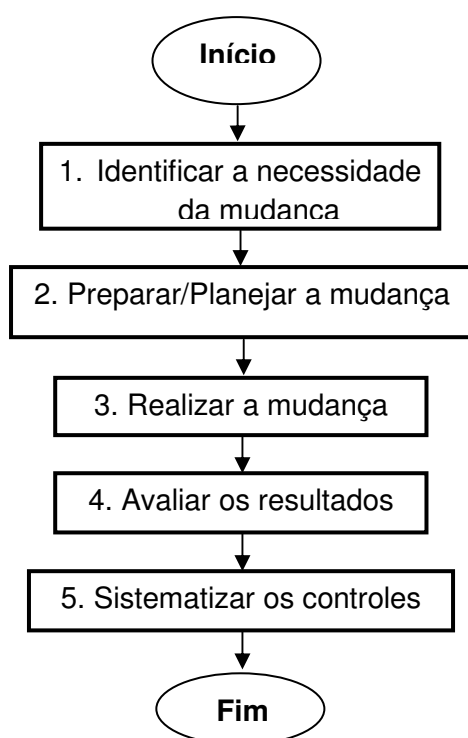 Início
1. Identificar a necessidade
da mudança
2. Preparar/Planejar a mudança
3. Realizar a mudança
4. Avaliar os resultados
5. Sistematizar os controles
Fim